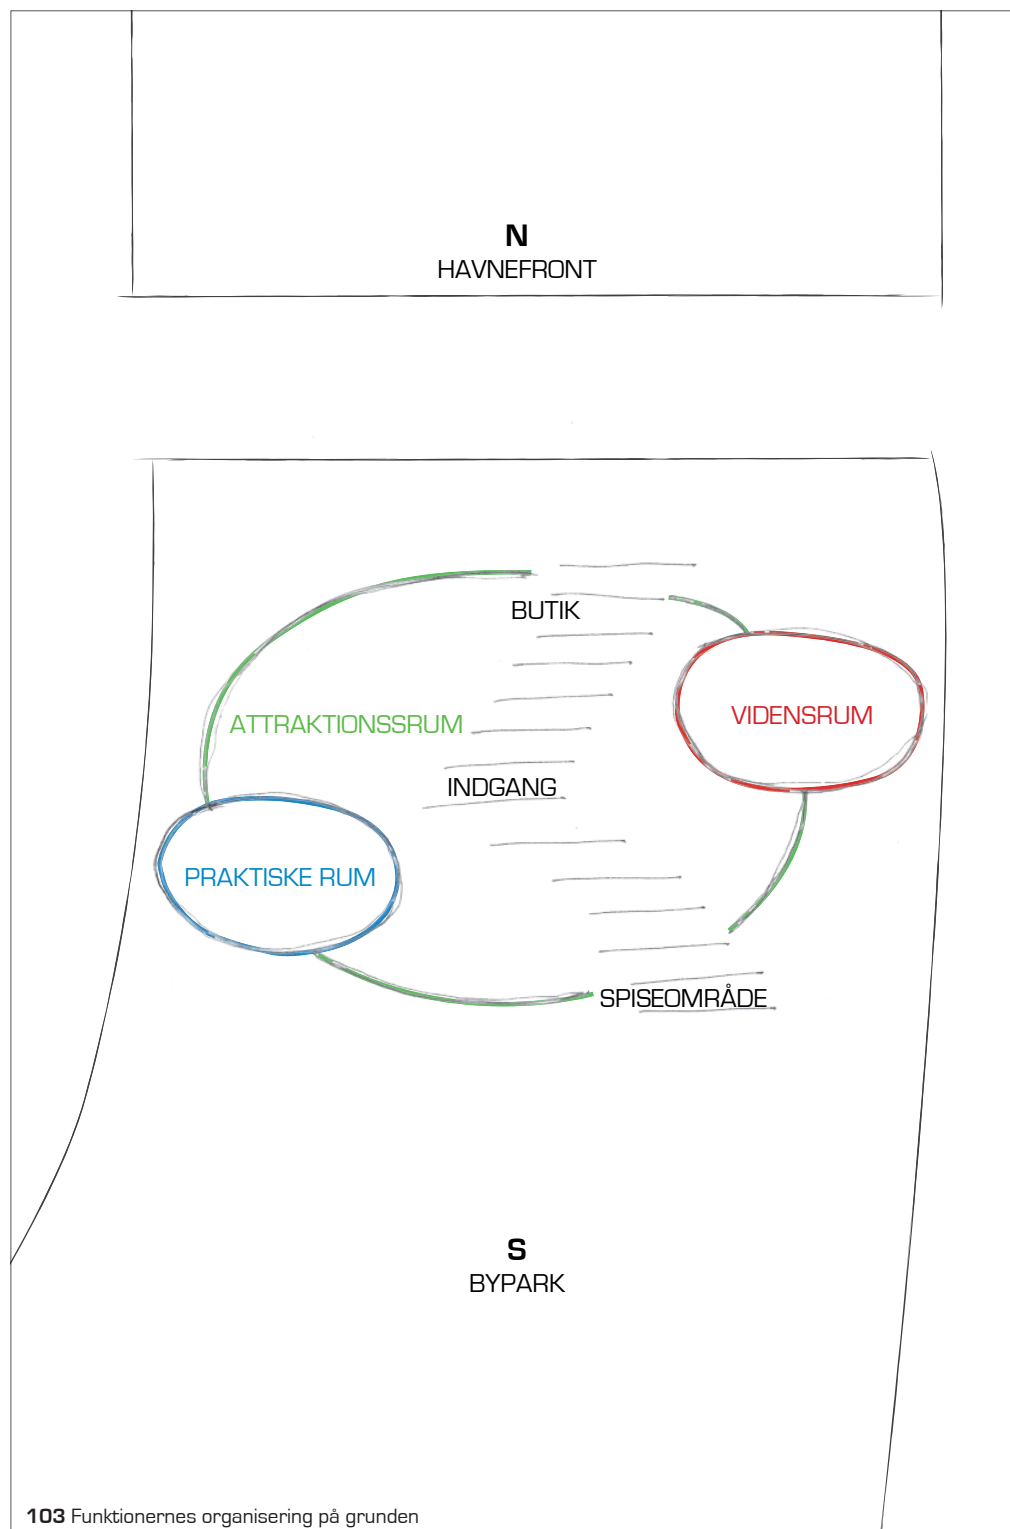 N
HAVNEFRONT
BUTIK
VIDENSRUM
ATTRAKTIONSSRUM
INDGANG
PRAKTISKE RUM
SPISEOMRÅDE
S
BYPARK
103 Funktionernes organisering på grunden